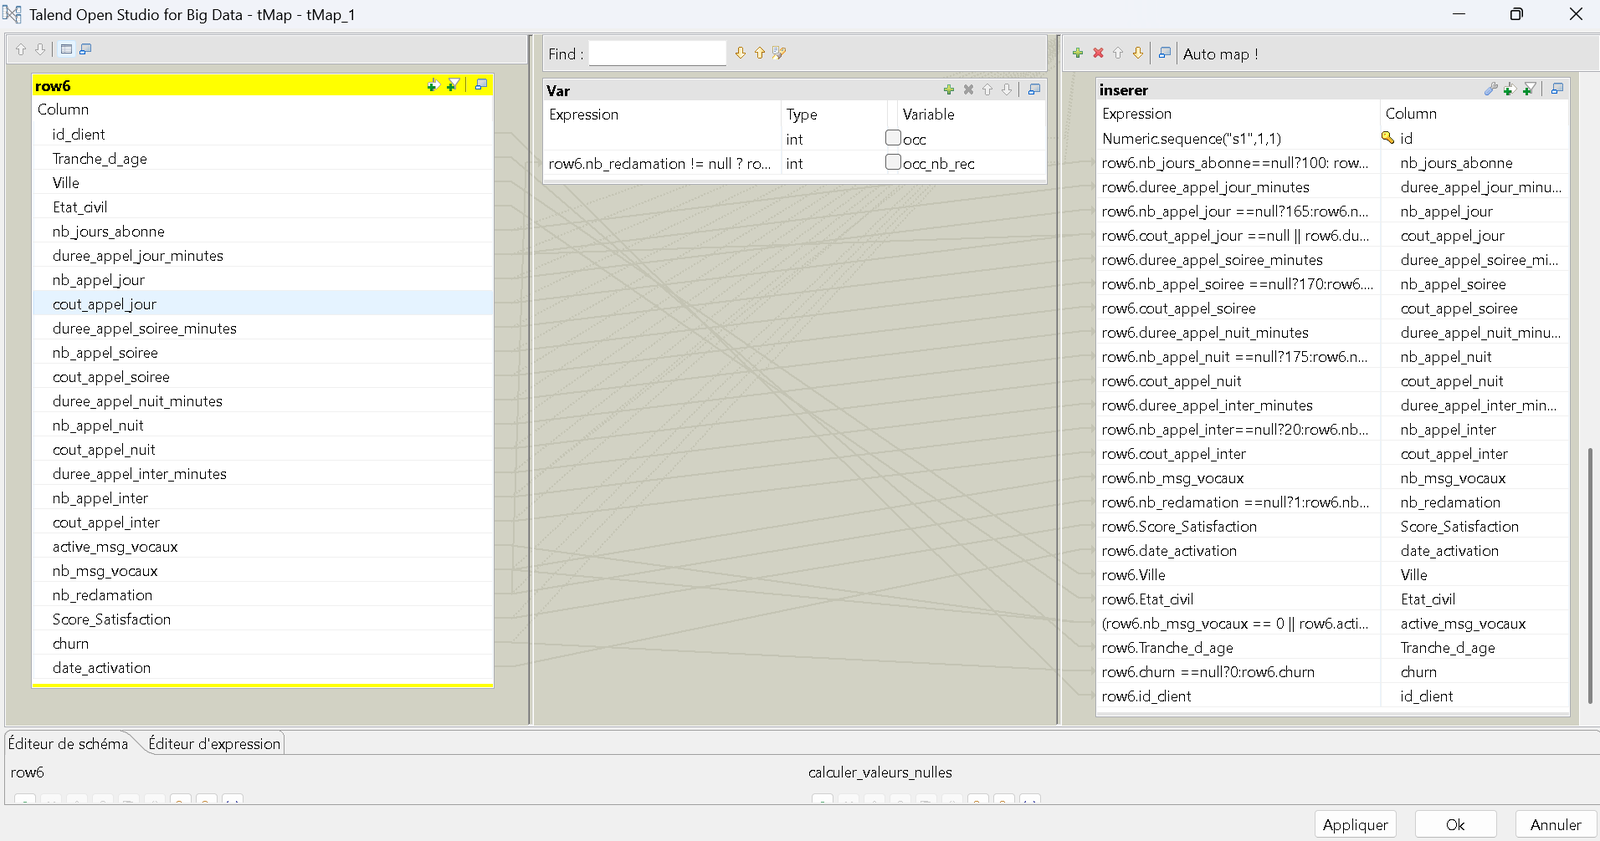 Talend Open Studio for Big Data - tMap - tMap_1
Find :
Auto map !
row6
Column
id_client
Tranche_d_age
Ville
Etat_civil
nb_jours_abonne
duree_appel_jour_minutes
nb_appel_jour
cout_appel_jour
duree_appel_soiree_minutes
nb_appel_soiree
cout_appel_soiree
duree_appel_nuit_minutes
nb_appel_nuit
cout_appel_nuit
duree_appel_inter_minutes
nb_appel_inter
cout_appel_inter
active_msg_vocaux
nb_msg_vocaux
nb_reclamation
Score_Satisfaction
churn
date_activation
Var
Expression Type Variable
int occ
row6.nb_reclamation != null ? ro... int occ_nb_rec
inserer
Expression Column
Numeric.sequence("s1",1,1) id
row6.nb_jours_abonne==null?100: row... nb_jours_abonne
row6.duree_appel_jour_minutes duree_appel_jour_minu...
row6.nb_appel_jour ==null?165:row6.n... nb_appel_jour
row6.cout_appel_jour ==null || row6.du... cout_appel_jour
row6.duree_appel_soiree_minutes duree_appel_soiree_mi...
row6.nb_appel_soiree ==null?170:row6.... nb_appel_soiree
row6.cout_appel_soiree cout_appel_soiree
row6.duree_appel_nuit_minutes duree_appel_nuit_minu...
row6.nb_appel_nuit ==null?175:row6.n... nb_appel_nuit
row6.cout_appel_nuit cout_appel_nuit
row6.duree_appel_inter_minutes duree_appel_inter_min...
row6.nb_appel_inter==null?20:row6.nb... nb_appel_inter
row6.cout_appel_inter cout_appel_inter
row6.nb_msg_vocaux nb_msg_vocaux
row6.nb_reclamation ==null?1:row6.nb... nb_reclamation
row6.Score_Satisfaction Score_Satisfaction
row6.date_activation date_activation
row6.Ville Ville
row6.Etat_civil Etat_civil
(row6.nb_msg_vocaux == 0 || row6.acti... active_msg_vocaux
row6.Tranche_d_age Tranche_d_age
row6.churn ==null?0:row6.churn churn
row6.id_client id_client
Éditeur de schéma Éditeur d'expression
row6 calculer_valeurs_nulles
Appliquer Ok Annuler